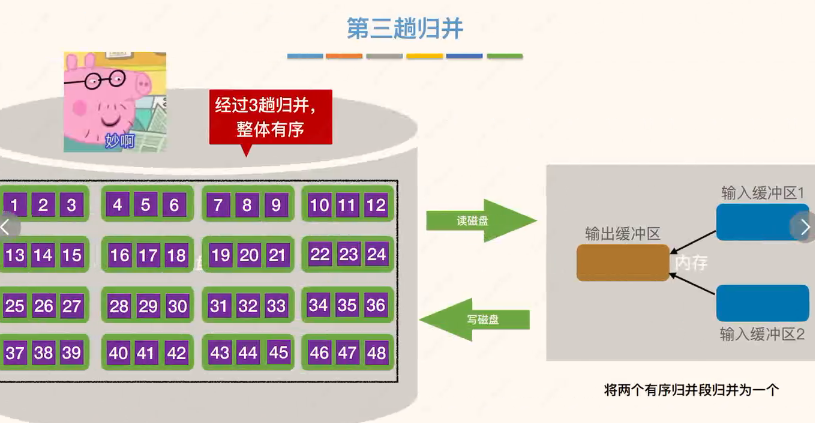 第三趟归并
妙啊
经过3趟归并，
整体有序
1 2 3 4 5 6 7 8 9 10 11 12
13 14 15 16 17 18 19 20 21 22 23 24
25 26 27 28 29 30 31 32 33 34 35 36
37 38 39 40 41 42 43 44 45 46 47 48
读磁盘
写磁盘
输入缓冲区1
输出缓冲区
内存
输入缓冲区2
将两个有序归并段归并为一个